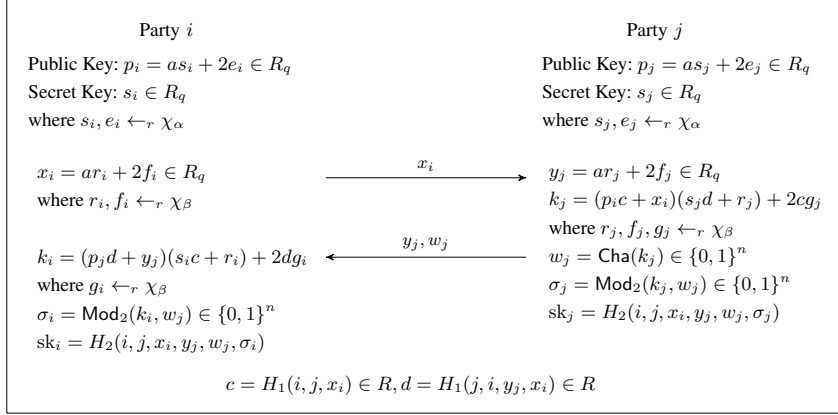 Party i
Public Key: p_i = as_i + 2e_i ∈ R_q
Secret Key: s_i ∈ R_q
where s_i, e_i ←_r χ_α
x_i = ar_i + 2f_i ∈ R_q
where r_i, f_i ←_r χ_β
k_i = (p_jd + y_j)(s_ic + r_i) + 2dg_i
where g_i ←_r χ_β
σ_i = Mod_2(k_i, w_j) ∈ {0, 1}^n
sk_i = H_2(i, j, x_i, y_j, w_j, σ_i)
x_i
y_j, w_j
Party j
Public Key: p_j = as_j + 2e_j ∈ R_q
Secret Key: s_j ∈ R_q
where s_j, e_j ←_r χ_α
y_j = ar_j + 2f_j ∈ R_q
k_j = (p_ic + x_i)(s_jd + r_j) + 2cg_j
where r_j, f_j, g_j ←_r χ_β
w_j = Cha(k_j) ∈ {0, 1}^n
σ_j = Mod_2(k_j, w_j) ∈ {0, 1}^n
sk_j = H_2(i, j, x_i, y_j, w_j, σ_j)
c = H_1(i, j, x_i) ∈ R, d = H_1(j, i, y_j, x_i) ∈ R